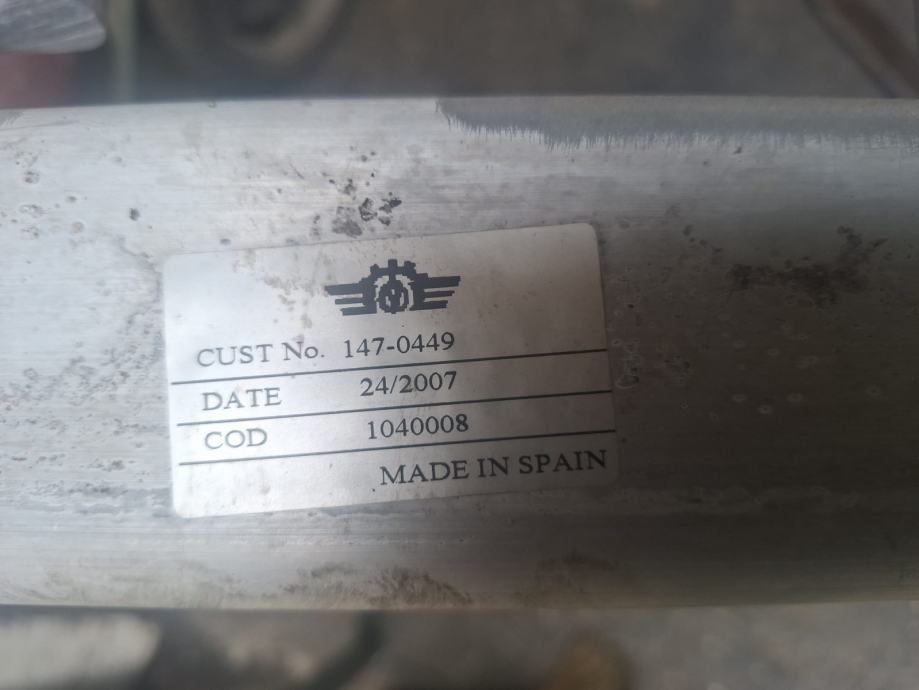 CUST No. 147-0449
DATE 24/2007
COD 1040008
MADE IN SPAIN